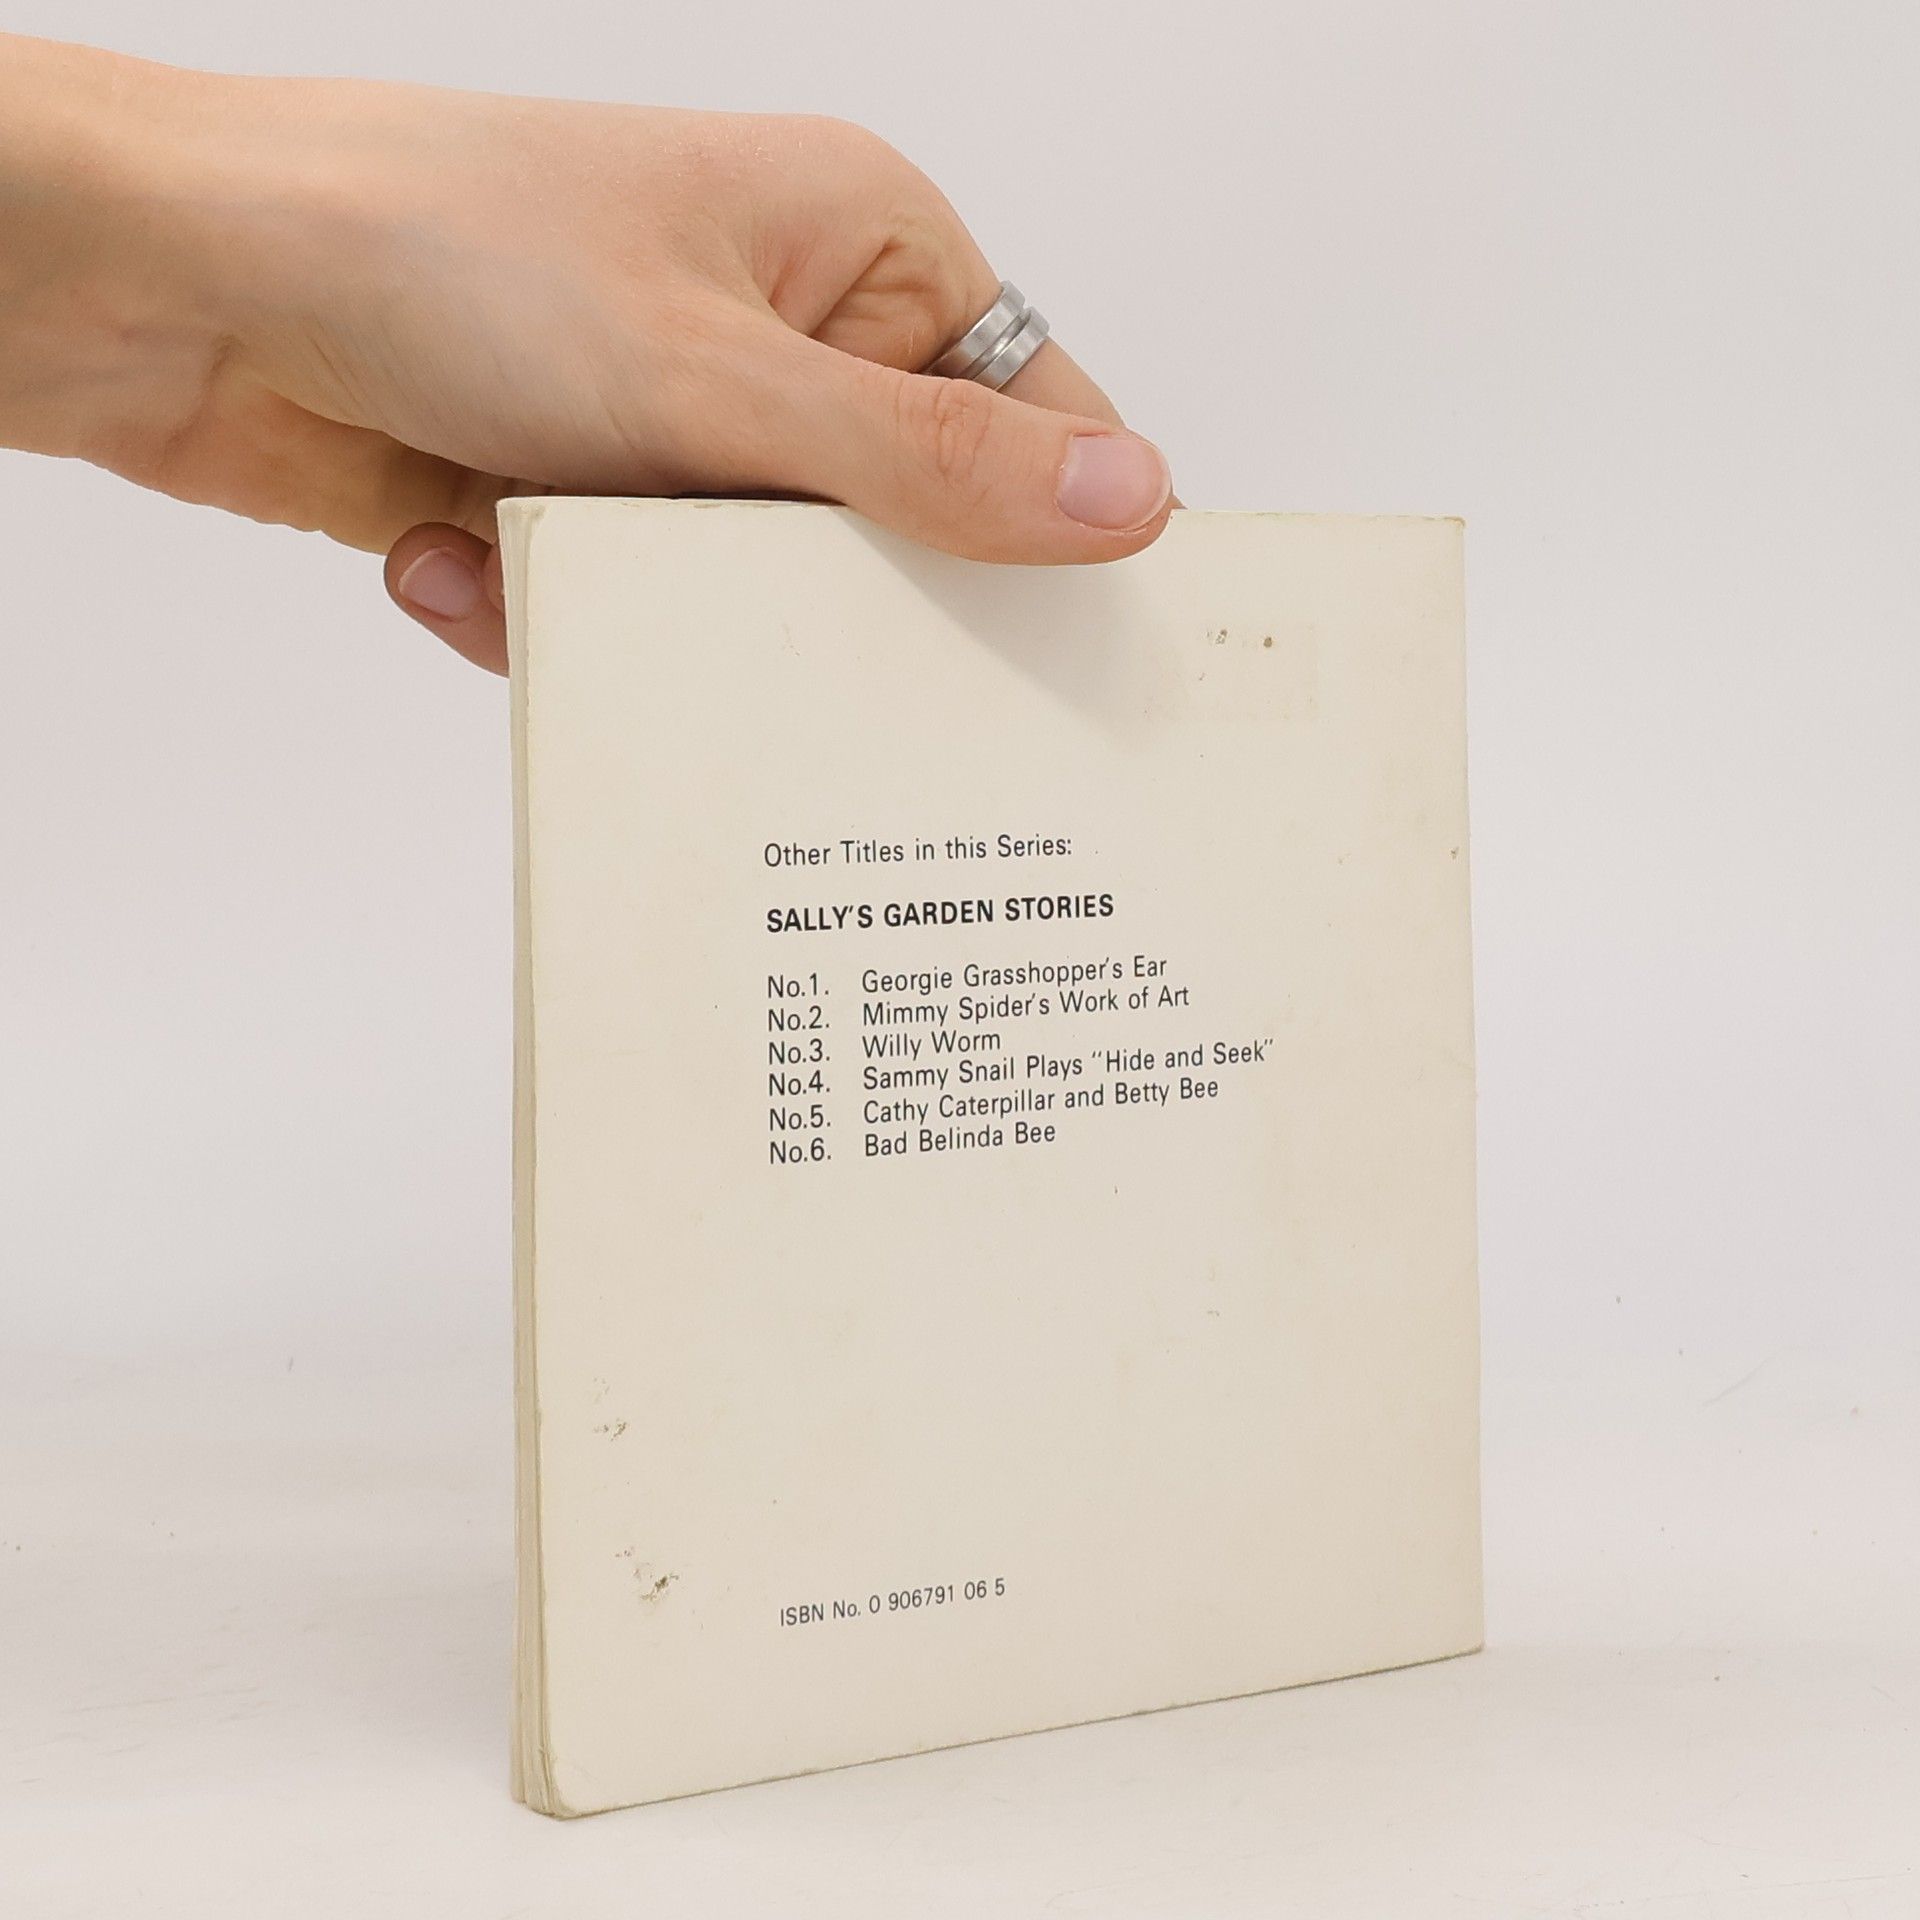 Other Titles in this Series:
SALLY'S GARDEN STORIES
No.1. Georgie Grasshopper's Ear
No.2. Mimmy Spider's Work of Art
No.3. Willy Worm
No.4. Sammy Snail Plays "Hide and Seek"
No.5. Cathy Caterpillar and Betty Bee
No.6. Bad Belinda Bee
ISBN No. 0 906791 06 5